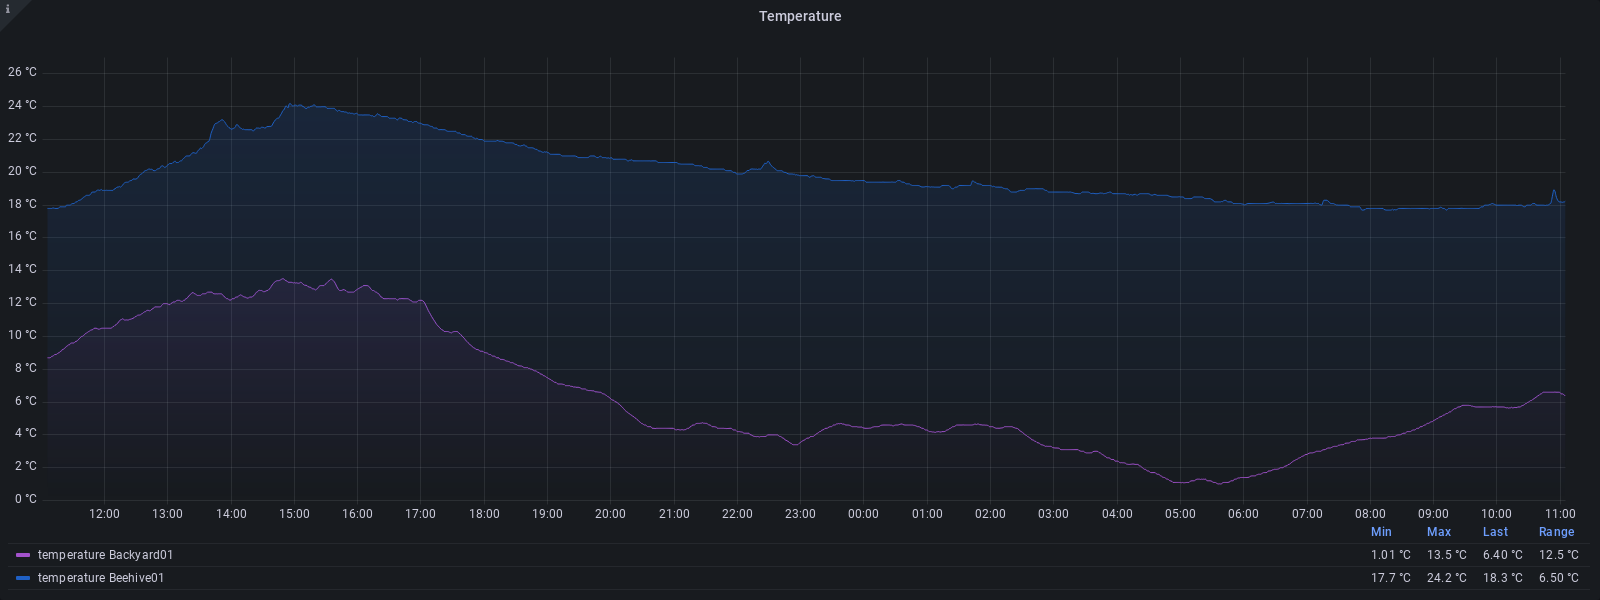 i
Temperature
26 °C
24 °C
22 °C
20 °C
18 °C
16 °C
14 °C
12 °C
10 °C
8 °C
6 °C
4 °C
2 °C
0 °C
12:00 13:00 14:00 15:00 16:00 17:00 18:00 19:00 20:00 21:00 22:00 23:00 00:00 01:00 02:00 03:00 04:00 05:00 06:00 07:00 08:00 09:00 10:00 11:00
Min Max Last Range
temperature Backyard01 1.01 °C 13.5 °C 6.40 °C 12.5 °C
temperature Beehive01 17.7 °C 24.2 °C 18.3 °C 6.50 °C